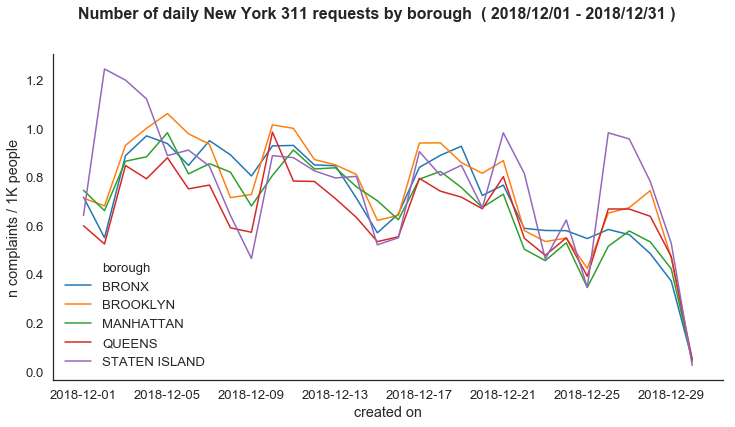 Number of daily New York 311 requests by borough ( 2018/12/01 - 2018/12/31 )
n complaints / 1K people
1.2
1.0
0.8
0.6
0.4
0.2
0.0
borough
BRONX
BROOKLYN
MANHATTAN
QUEENS
STATEN ISLAND
2018-12-01 2018-12-05 2018-12-09 2018-12-13 2018-12-17 2018-12-21 2018-12-25 2018-12-29
created on